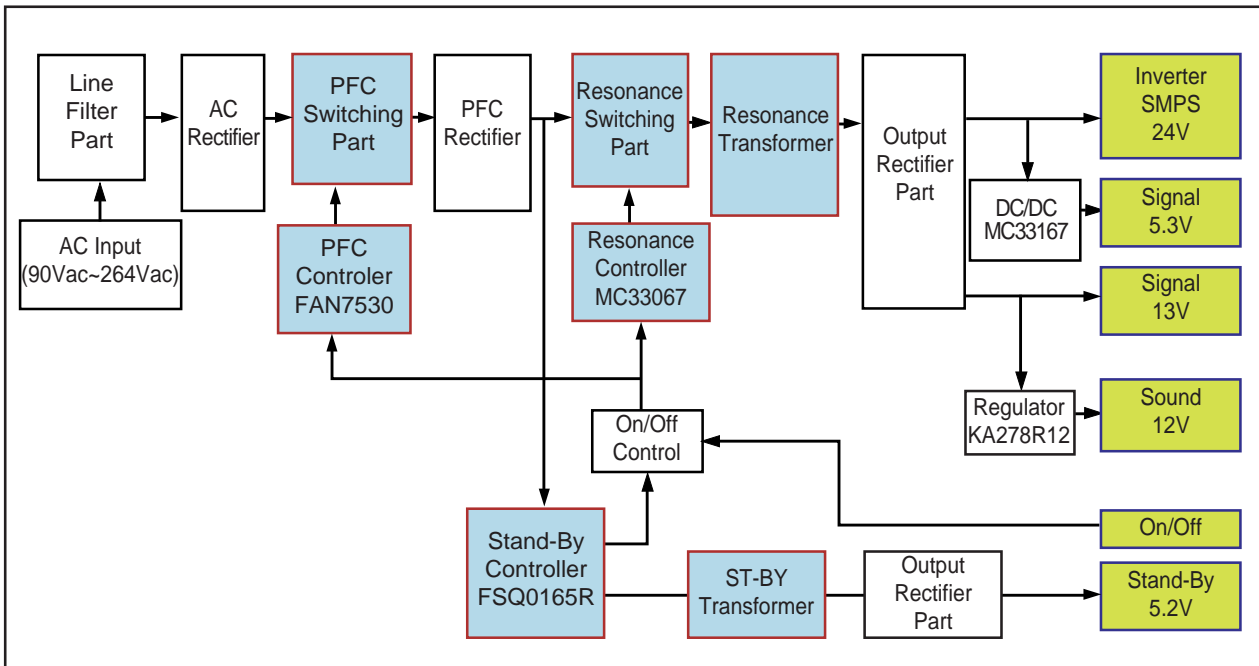 Line
Filter
Part
AC
Rectifier
PFC
Switching
Part
PFC
Rectifier
Resonance
Switching
Part
Resonance
Transformer
Output
Rectifier
Part
Inverter
SMPS
24V
DC/DC
MC33167
Signal
5.3V
AC Input
(90Vac~264Vac)
PFC
Controler
FAN7530
Resonance
Controller
MC33067
Signal
13V
Regulator
KA278R12
Sound
12V
On/Off
Control
On/Off
Stand-By
Controller
FSQ0165R
ST-BY
Transformer
Output
Rectifier
Part
Stand-By
5.2V